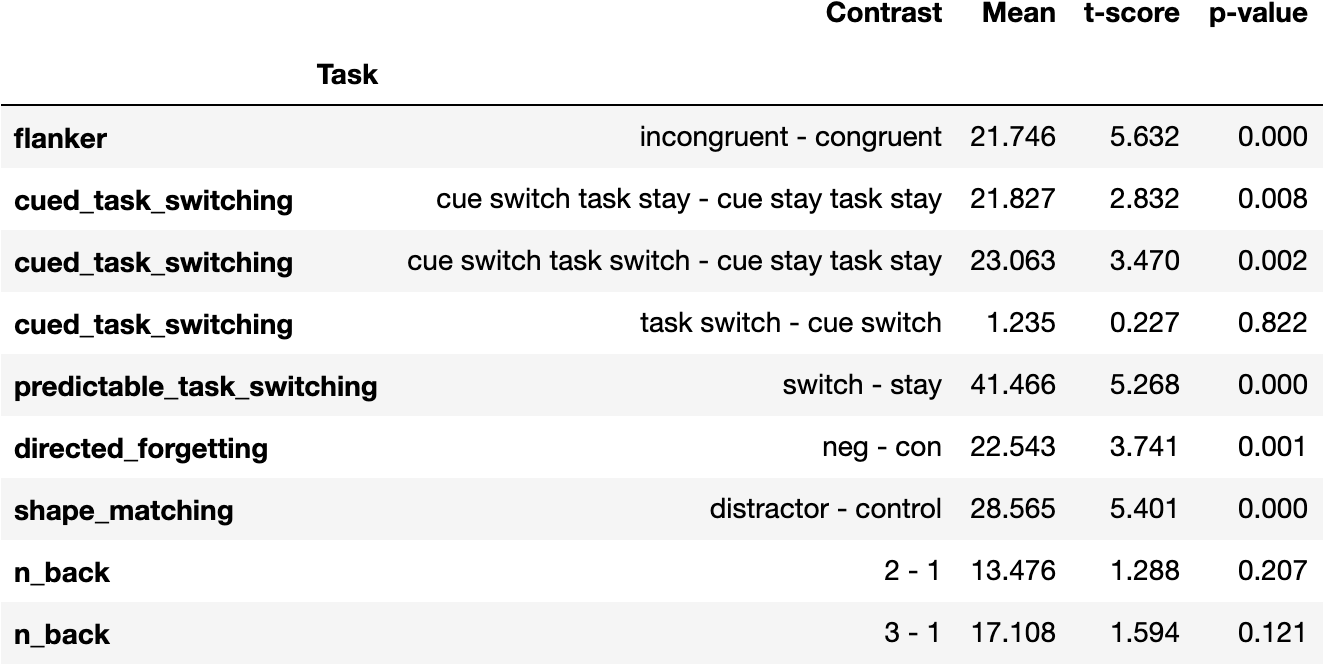 Contrast Mean t-score p-value
Task
flanker incongruent - congruent 21.746 5.632 0.000
cued_task_switching cue switch task stay - cue stay task stay 21.827 2.832 0.008
cued_task_switching cue switch task switch - cue stay task stay 23.063 3.470 0.002
cued_task_switching task switch - cue switch 1.235 0.227 0.822
predictable_task_switching switch - stay 41.466 5.268 0.000
directed_forgetting neg - con 22.543 3.741 0.001
shape_matching distractor - control 28.565 5.401 0.000
n_back 2 - 1 13.476 1.288 0.207
n_back 3 - 1 17.108 1.594 0.121